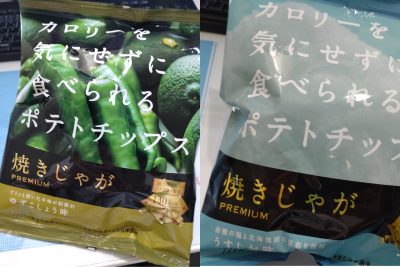 カロリーを
気にせずに
食べられる
ポテトチップス
焼きじゃが
PREMIUM
ゆずこしょう味
カロリーを
気にせずに
食べられる
ポテトチップス
焼きじゃが
PREMIUM
うすしお味